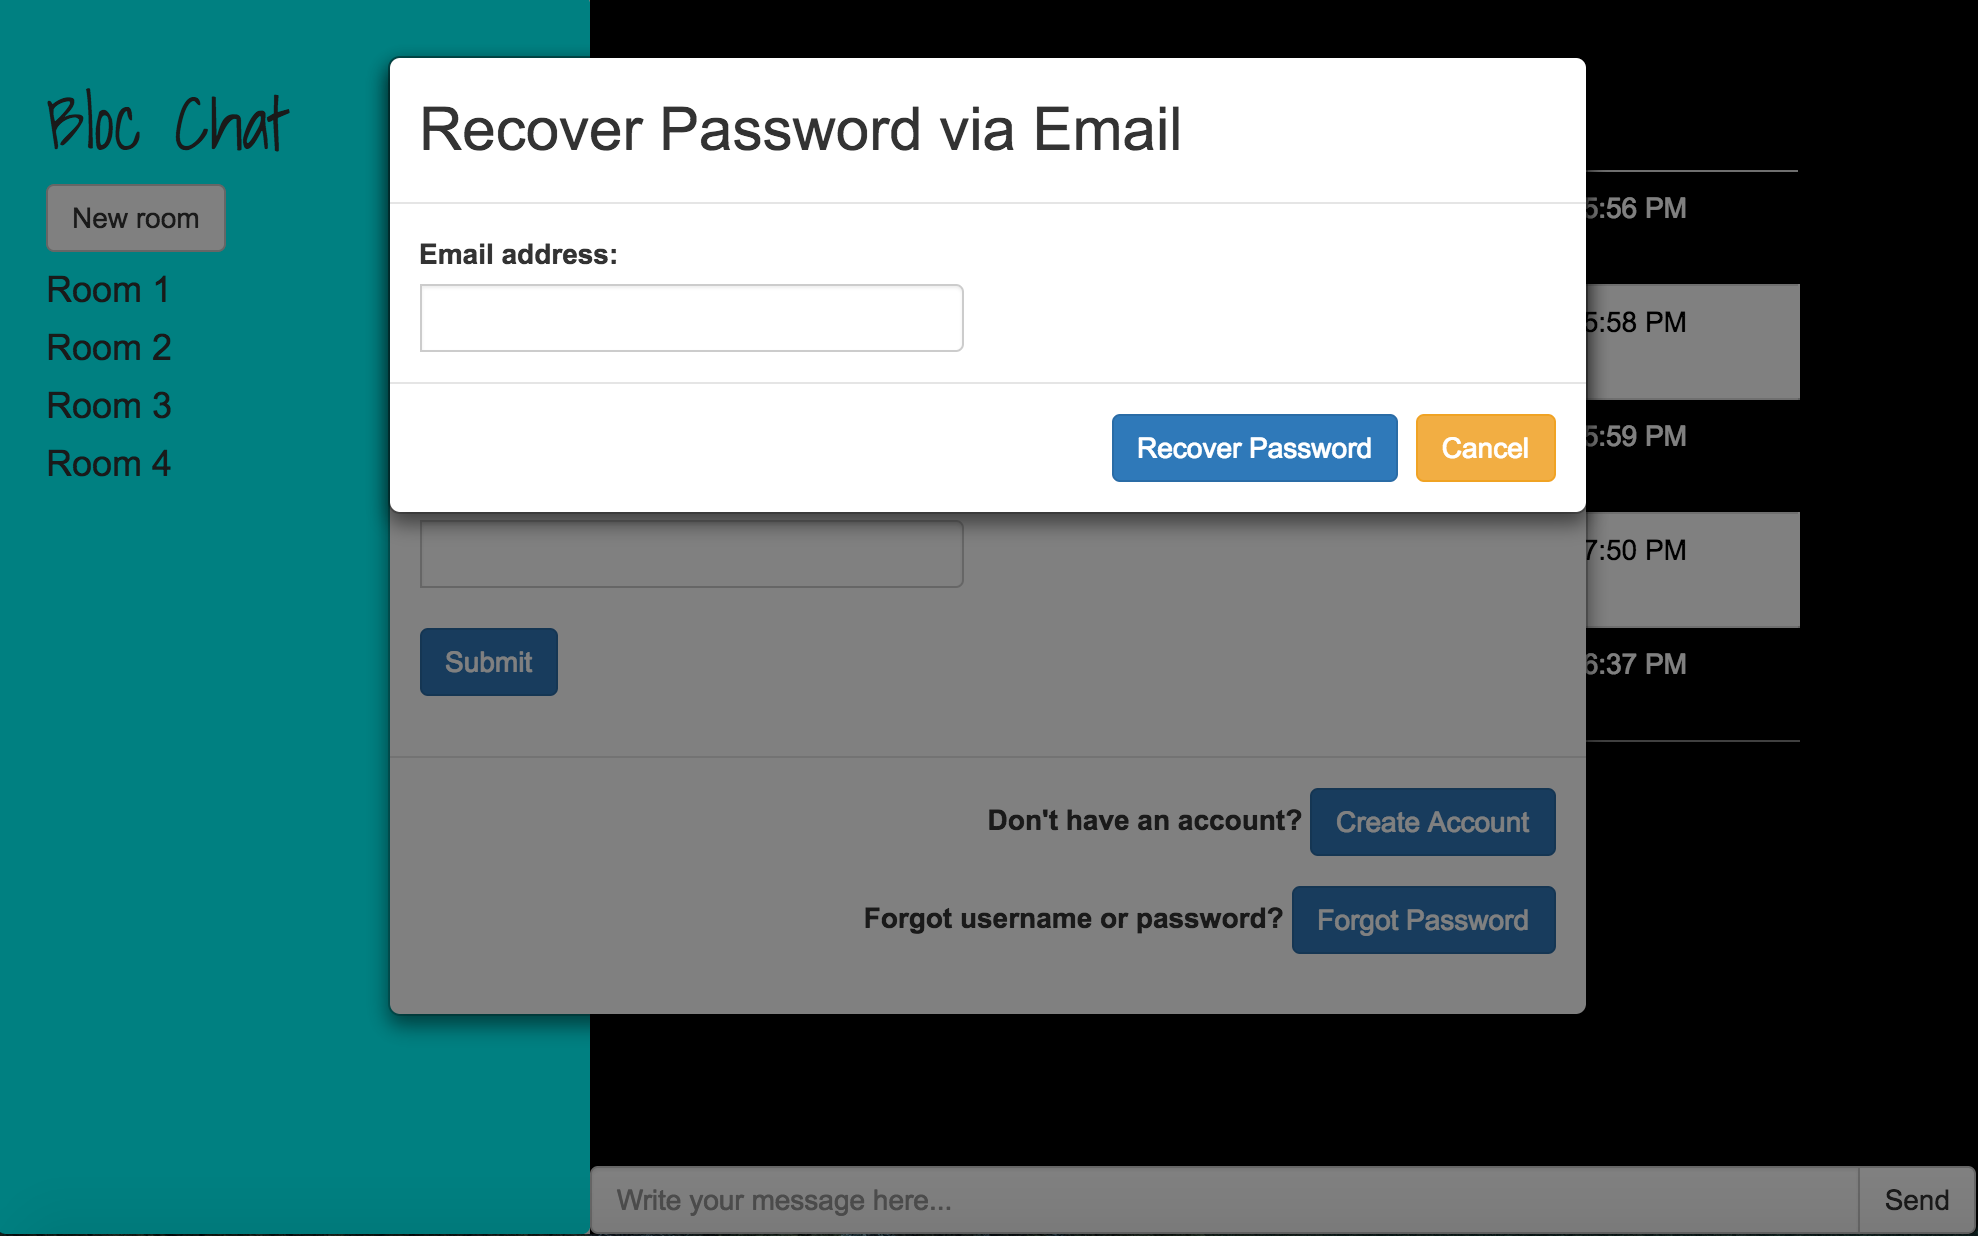 Bloc Chat
New room
Room 1
Room 2
Room 3
Room 4
Recover Password via Email
Email address:
Recover Password
Cancel
Submit
Don't have an account?
Create Account
Forgot username or password?
Forgot Password
5:56 PM
5:58 PM
5:59 PM
7:50 PM
6:37 PM
Write your message here...
Send